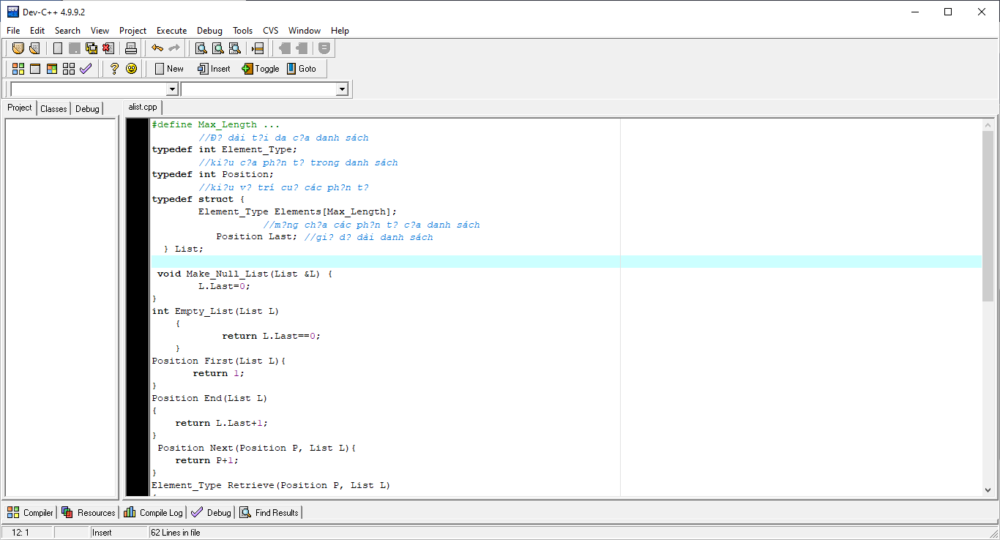 Dev-C++ 4.9.9.2
File Edit Search View Project Execute Debug Tools CVS Window Help
New Insert Toggle Goto
Project Classes Debug
alist.cpp
#define Max_Length ...
//Ð? dài t?i da c?a danh sách
typedef int Element_Type;
//ki?u c?a ph?n t? trong danh sách
typedef int Position;
//ki?u v? trí cu? các ph?n t?
typedef struct {
Element_Type Elements[Max_Length];
//m?ng ch?a các ph?n t? c?a danh sách
Position Last; //gi? d? dài danh sách
} List;
void Make_Null_List(List &L) {
L.Last=0;
}
int Empty_List(List L)
{
return L.Last==0;
}
Position First(List L){
return 1;
}
Position End(List L)
{
return L.Last+1;
}
Position Next(Position P, List L){
return P+1;
}
Element_Type Retrieve(Position P, List L)
Compiler Resources Compile Log Debug Find Results
12: 1 Insert 62 Lines in file